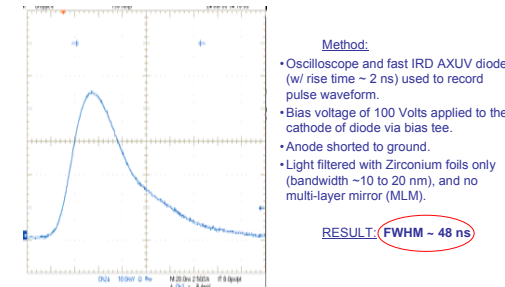 Method:
• Oscilloscope and fast IRD AXUV diode
(w/ rise time ~ 2 ns) used to record
pulse waveform.
• Bias voltage of 100 Volts applied to the
cathode of diode via bias tee.
• Anode shorted to ground.
• Light filtered with Zirconium foils only
(bandwidth ~10 to 20 nm), and no
multi-layer mirror (MLM).
RESULT: FWHM ~ 48 ns